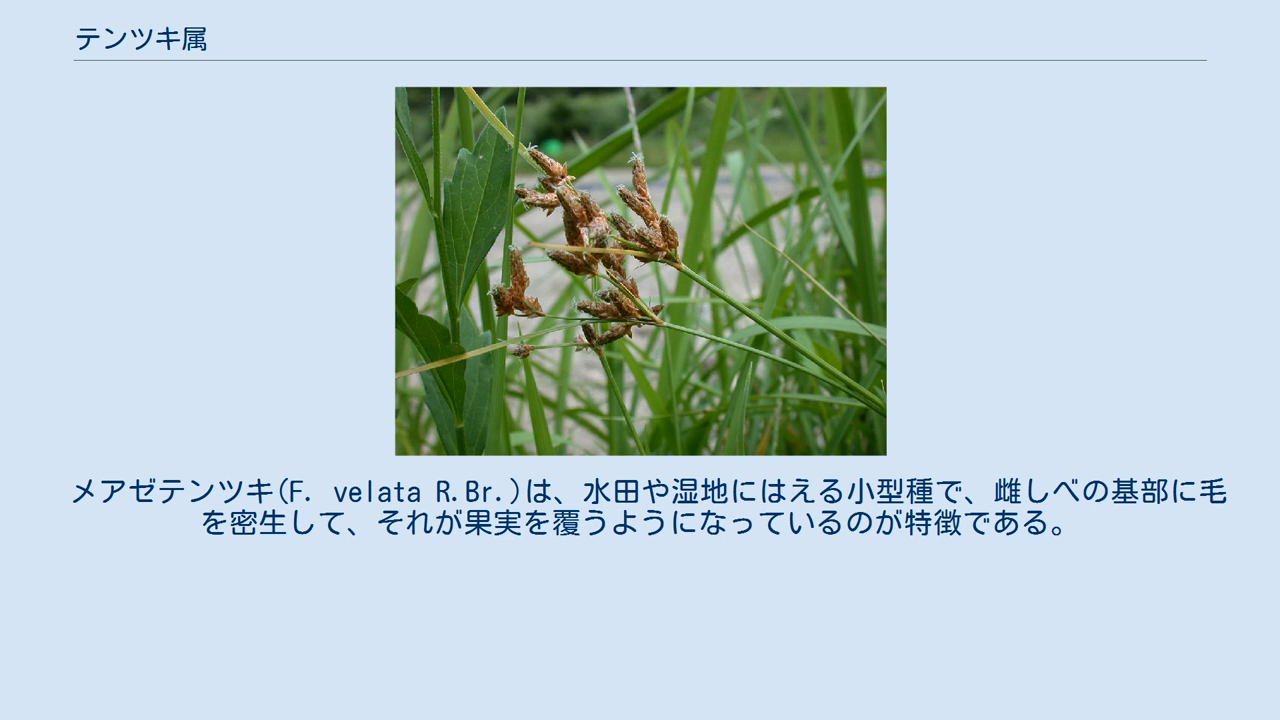 テンツキ属
メアゼテンツキ(F. velata R.Br.)は、水田や湿地にはえる小型種で、雌しべの基部に毛
を密生して、それが果実を覆うようになっているのが特徴である。